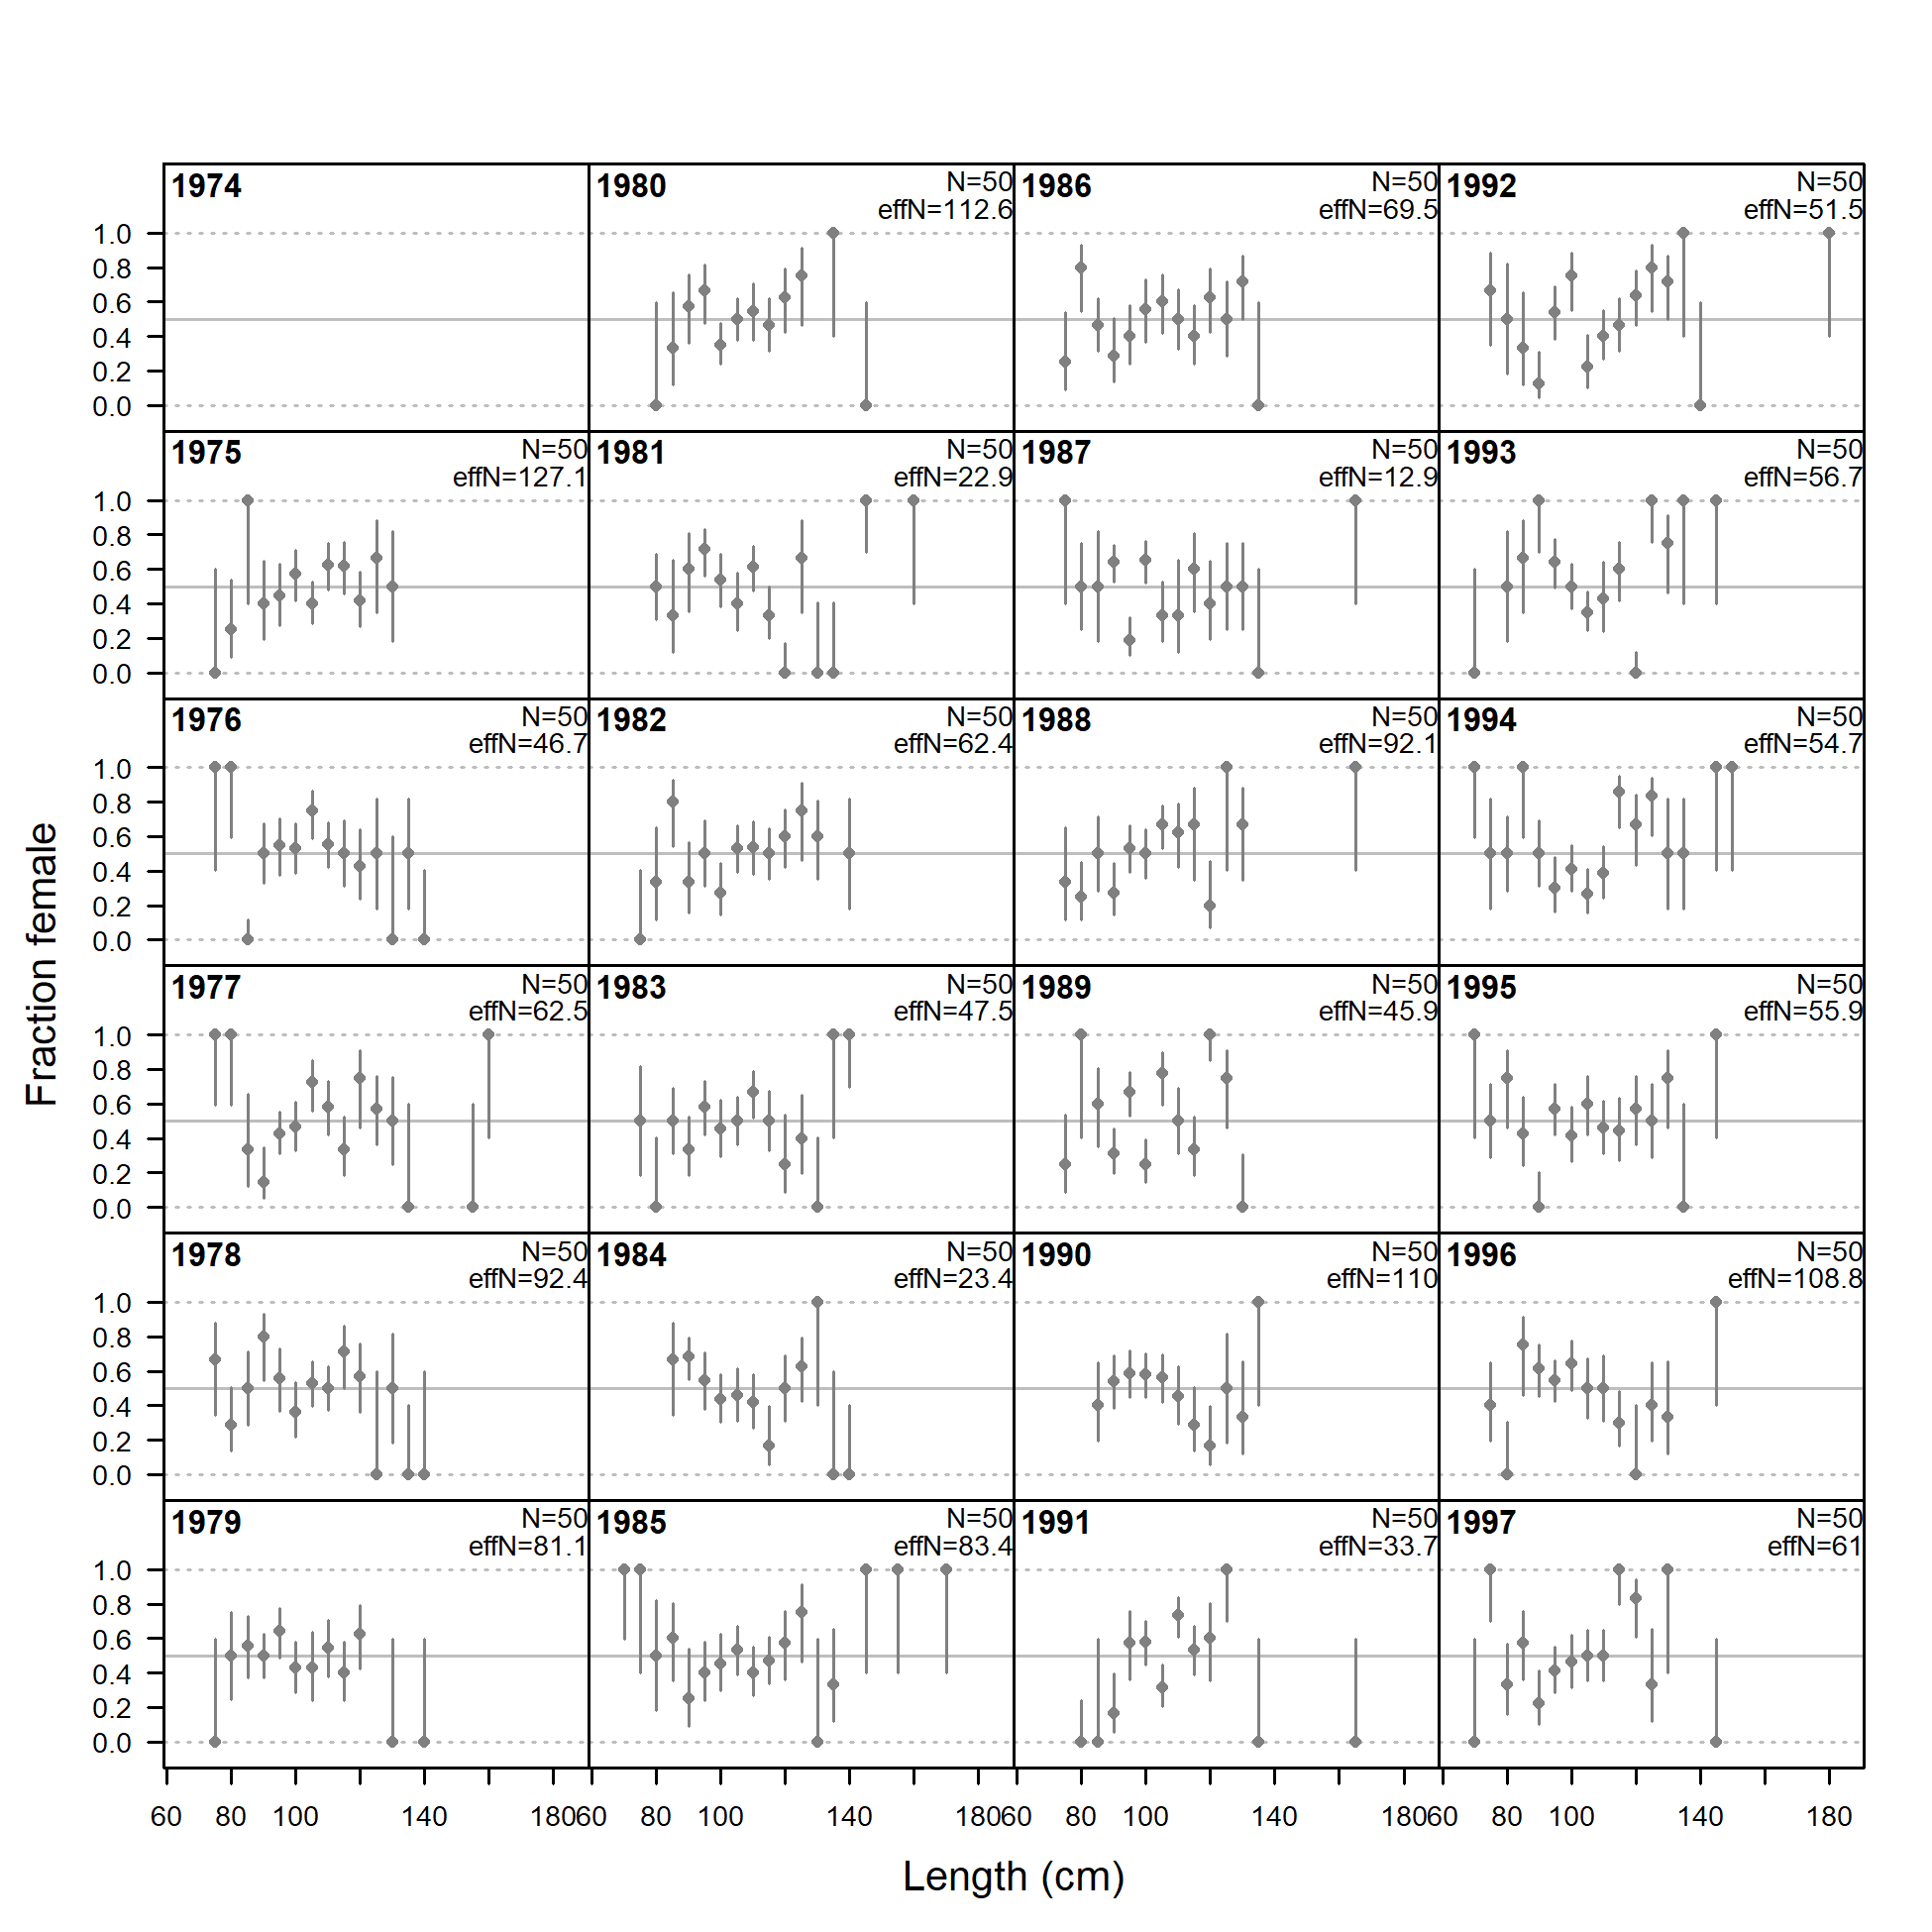 1974
1980
N=50
effN=112.6
1986
N=50
effN=69.5
1992
N=50
effN=51.5
1.0
0.8
0.6
0.4
0.2
0.0
1975
N=50
effN=127.1
1981
N=50
effN=22.9
1987
N=50
effN=12.9
1993
N=50
effN=56.7
1.0
0.8
0.6
0.4
0.2
0.0
1976
N=50
effN=46.7
1982
N=50
effN=62.4
1988
N=50
effN=92.1
1994
N=50
effN=54.7
1.0
0.8
0.6
0.4
0.2
0.0
Fraction female
1977
N=50
effN=62.5
1983
N=50
effN=47.5
1989
N=50
effN=45.9
1995
N=50
effN=55.9
1.0
0.8
0.6
0.4
0.2
0.0
1978
N=50
effN=92.4
1984
N=50
effN=23.4
1990
N=50
effN=110
1996
N=50
effN=108.8
1.0
0.8
0.6
0.4
0.2
0.0
1979
N=50
effN=81.1
1985
N=50
effN=83.4
1991
N=50
effN=33.7
1997
N=50
effN=61
1.0
0.8
0.6
0.4
0.2
0.0
60 80 100 140 180 60 80 100 140 180 60 80 100 140 180 60 80 100 140 180
Length (cm)